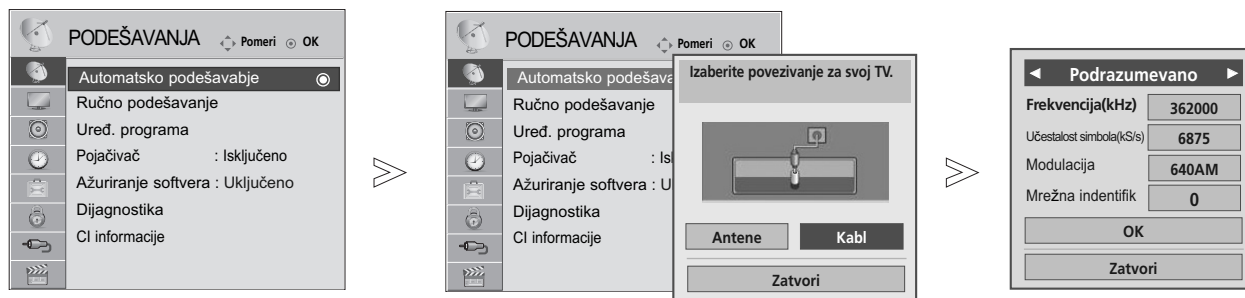 PODEŠAVANJA Pomeri OK
Automatsko podešavabje
Ručno podešavanje
Uređ. programa
Pojačivač : Isključeno
Ažuriranje softvera : Uključeno
Dijagnostika
CI informacije
PODEŠAVANJA Pomeri OK
Automatsko podešava
Ručno podešavanje
Uređ. programa
Pojačivač : Isl
Ažuriranje softvera : U
Dijagnostika
CI informacije
Izaberite povezivanje za svoj TV.
Antene Kabl
Zatvori
Podrazumevano
Frekvencija(kHz) 362000
Učestalost simbola(kS/s) 6875
Modulacija 640AM
Mrežna indentifik 0
OK
Zatvori